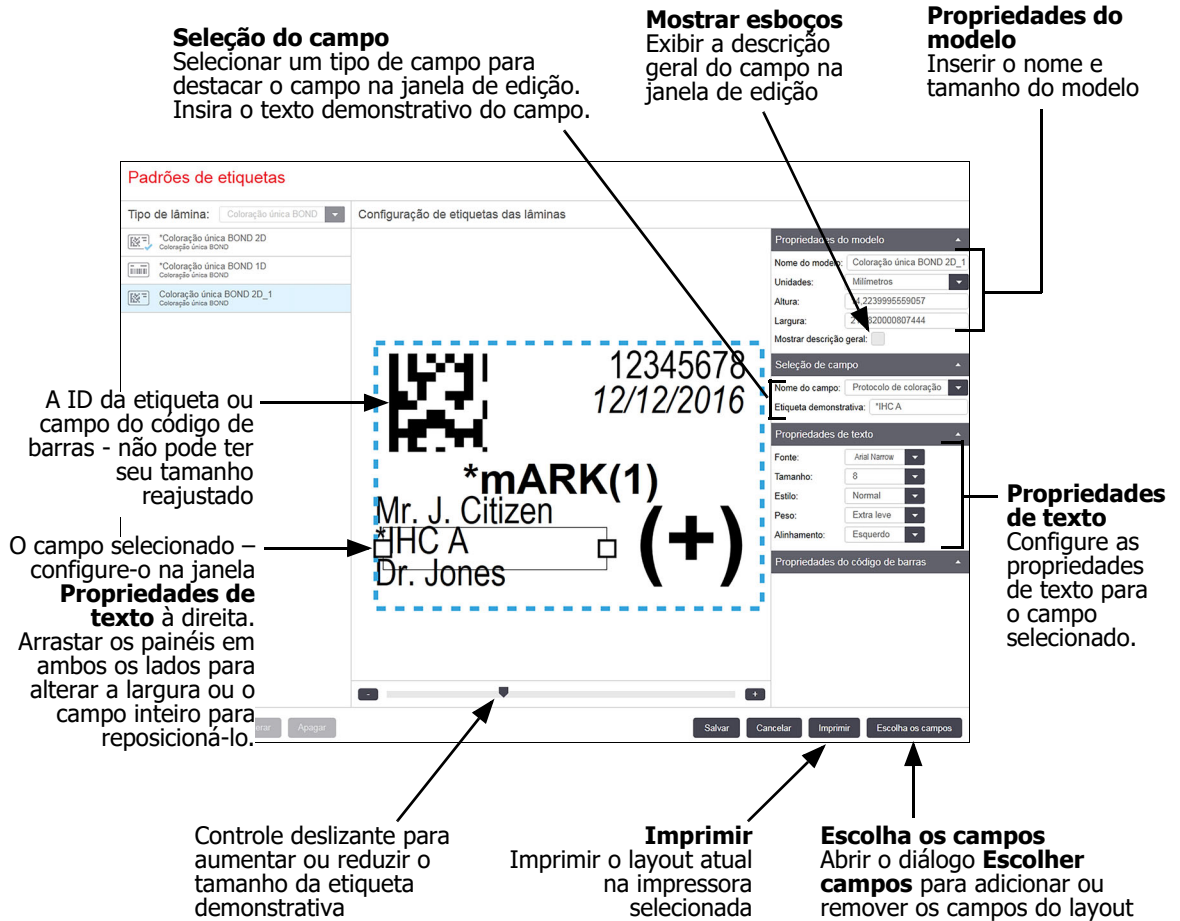 Seleção do campo
Selecionar um tipo de campo para
destacar o campo na janela de edição.
Insira o texto demonstrativo do campo.
Mostrar esboços
Exibir a descrição
geral do campo na
janela de edição
Propriedades do
modelo
Inserir o nome e
tamanho do modelo
Padrões de etiquetas
Tipo de lâmina: Coloração única BOND
Configuração de etiquetas das lâminas
*Coloração única BOND 2D
Coloração única BOND
*Coloração única BOND 1D
Coloração única BOND
Coloração única BOND 2D_1
Coloração única BOND
Propriedades do modelo
Nome do modelo: Coloração única BOND 2D_1
Unidades: Milímetros
Altura: 4,2239995559057
Largura: 820000807444
Mostrar descrição geral:
Seleção de campo
Nome do campo: Protocolo de coloração
Etiqueta demonstrativa: *IHC A
Propriedades de texto
Fonte: Arial Narrow
Tamanho: 8
Estilo: Normal
Peso: Extra leve
Alinhamento: Esquerdo
Propriedades do código de barras
12345678
12/12/2016
*mARK(1)
Mr. J. Citizen
*IHC A
(+)
Dr. Jones
A ID da etiqueta ou
campo do código de
barras - não pode ter
seu tamanho
reajustado
O campo selecionado –
configure-o na janela
Propriedades de
texto à direita.
Arrastar os painéis em
ambos os lados para
alterar a largura ou o
campo inteiro para
reposicioná-lo.
Propriedades
de texto
Configure as
propriedades
de texto para
o campo
selecionado.
- +
Apagar
Salvar Cancelar Imprimir Escolha os campos
Controle deslizante para
aumentar ou reduzir o
tamanho da etiqueta
demonstrativa
Imprimir
Imprimir o layout atual
na impressora
selecionada
Escolha os campos
Abrir o diálogo Escolher
campos para adicionar ou
remover os campos do layout